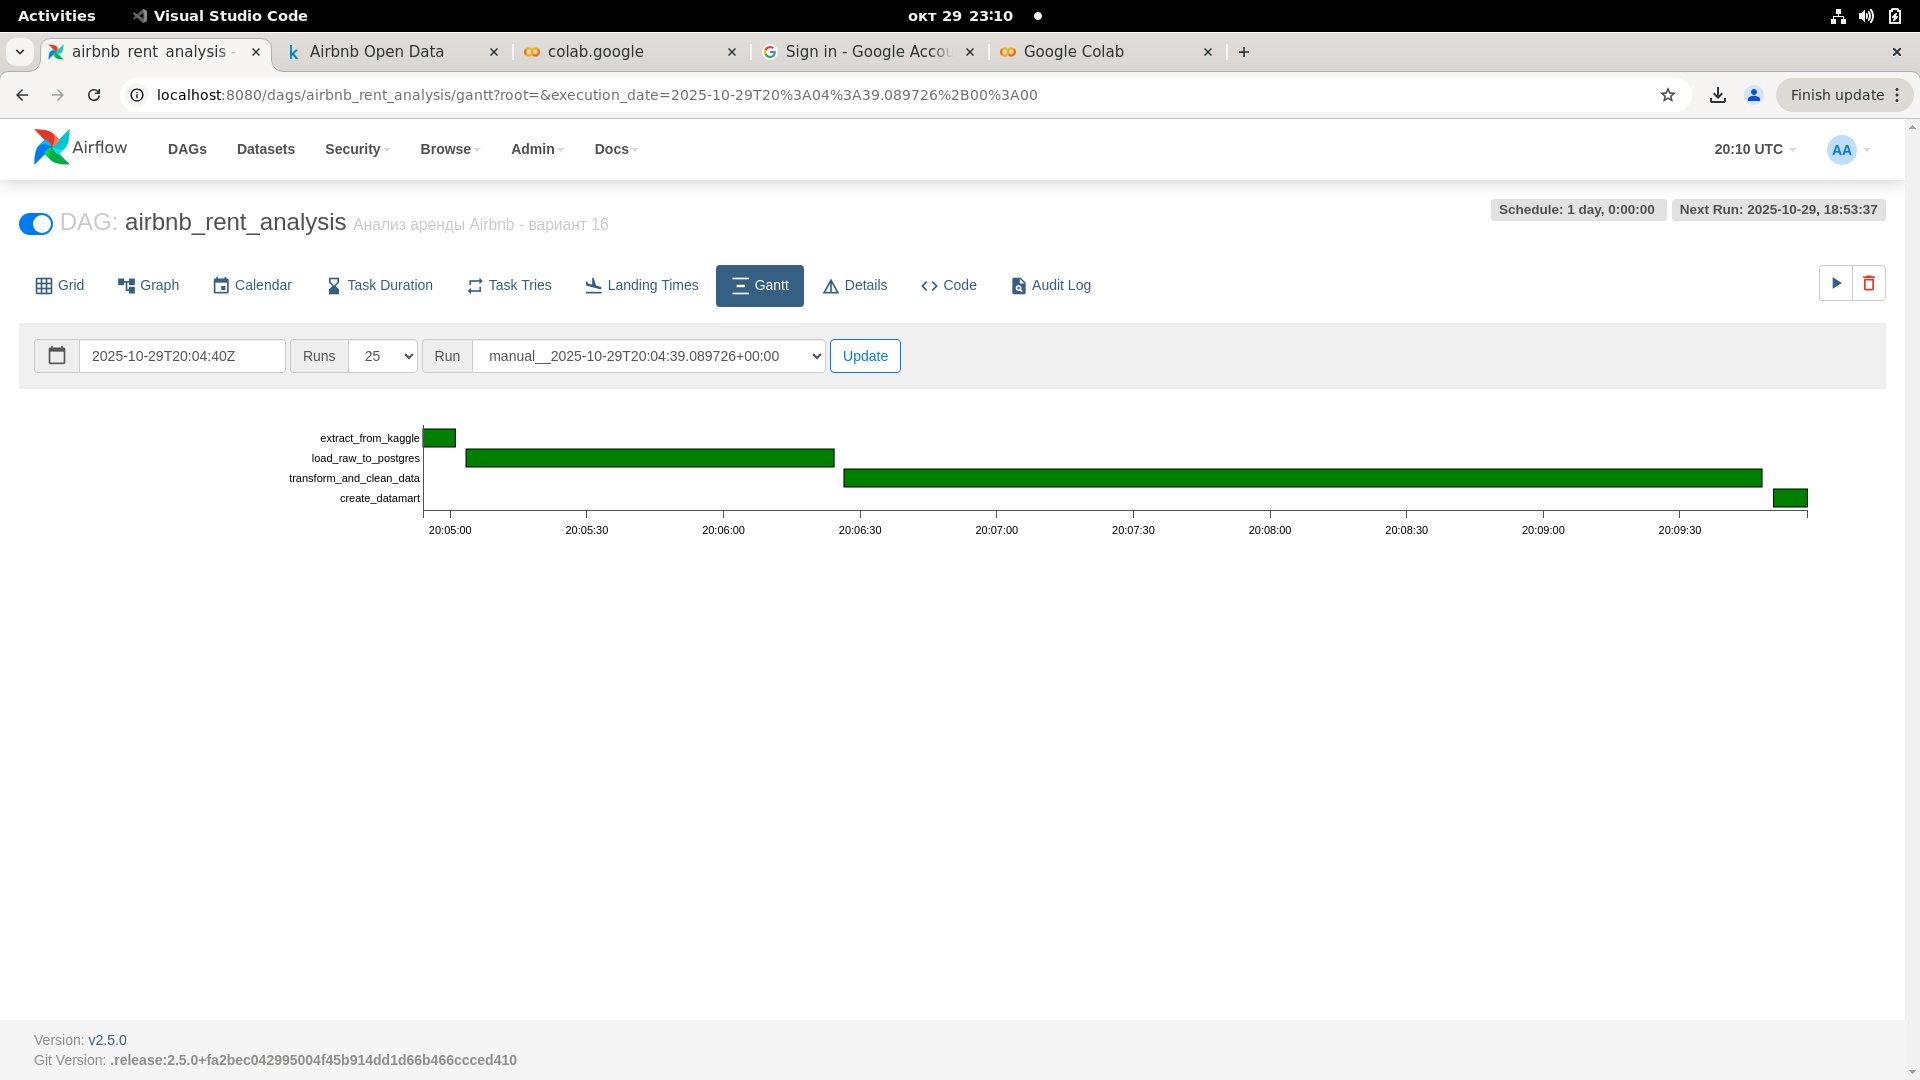 Activities Visual Studio Code окт 29 23:10
airbnb_rent_analysis - Airbnb Open Data colab.google Sign in - Google Accou Google Colab
localhost:8080/dags/airbnb_rent_analysis/gantt?root=&execution_date=2025-10-29T20%3A04%3A39.089726%2B00%3A00 Finish update
Airflow DAGs Datasets Security Browse Admin Docs 20:10 UTC AA
DAG: airbnb_rent_analysis Анализ аренды Airbnb - вариант 16 Schedule: 1 day, 0:00:00 Next Run: 2025-10-29, 18:53:37
Grid Graph Calendar Task Duration Task Tries Landing Times Gantt Details Code Audit Log
2025-10-29T20:04:40Z Runs 25 Run manual__2025-10-29T20:04:39.089726+00:00 Update
extract_from_kaggle
load_raw_to_postgres
transform_and_clean_data
create_datamart
20:05:00 20:05:30 20:06:00 20:06:30 20:07:00 20:07:30 20:08:00 20:08:30 20:09:00 20:09:30
Version: v2.5.0
Git Version: .release:2.5.0+fa2bec042995004f45b914dd1d66b466ccced410